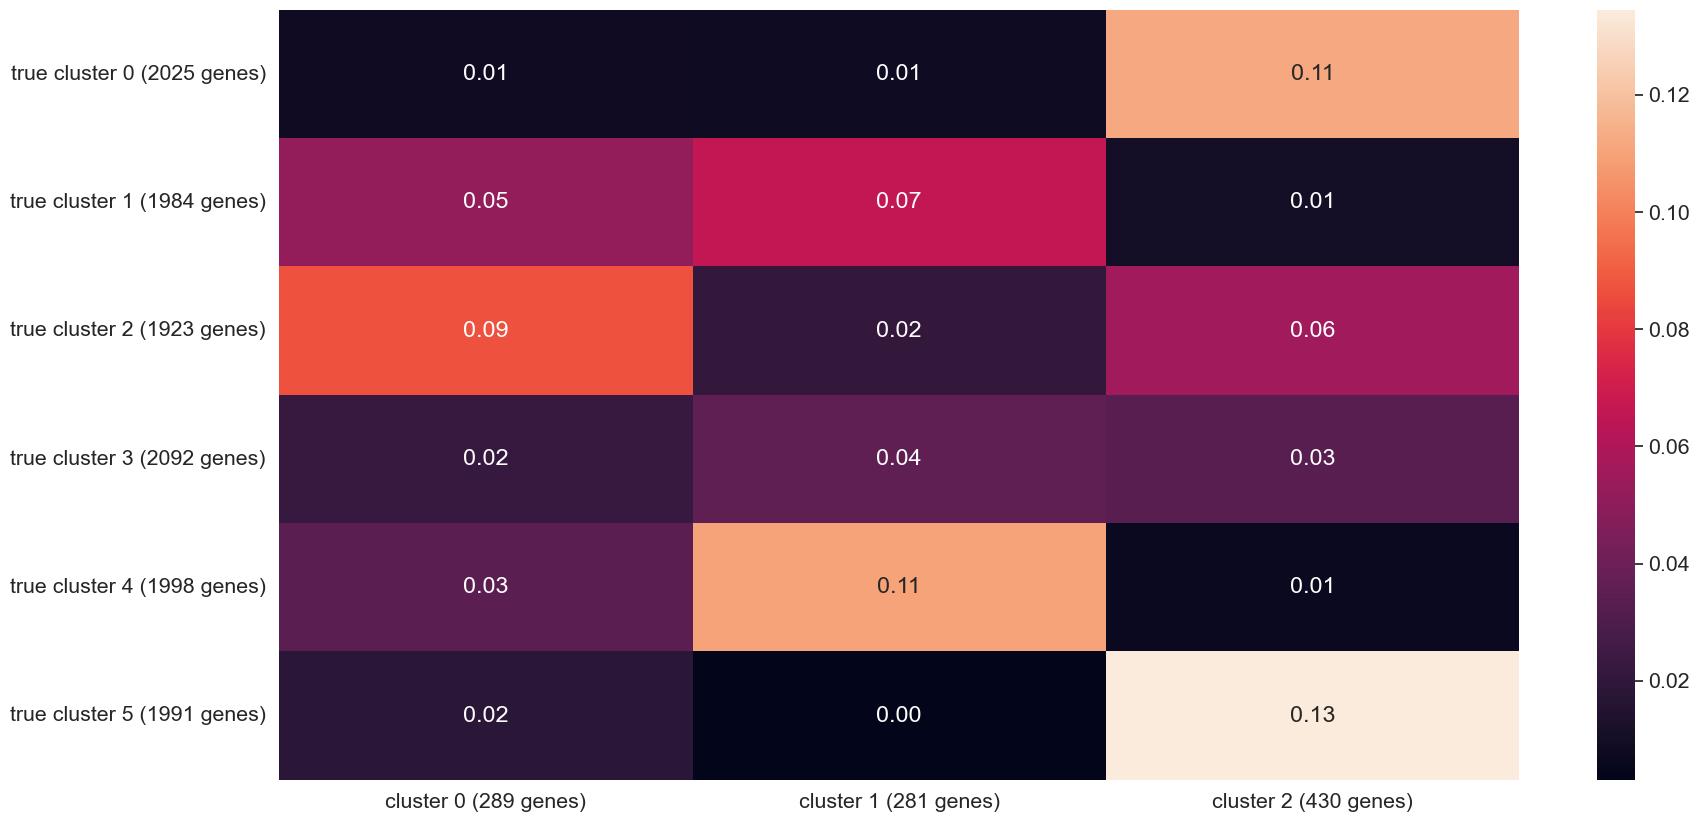 true cluster 0 (2025 genes) 0.01 0.01 0.11
true cluster 1 (1984 genes) 0.05 0.07 0.01
true cluster 2 (1923 genes) 0.09 0.02 0.06
true cluster 3 (2092 genes) 0.02 0.04 0.03
true cluster 4 (1998 genes) 0.03 0.11 0.01
true cluster 5 (1991 genes) 0.02 0.00 0.13
cluster 0 (289 genes) cluster 1 (281 genes) cluster 2 (430 genes)
0.12
0.10
0.08
0.06
0.04
0.02